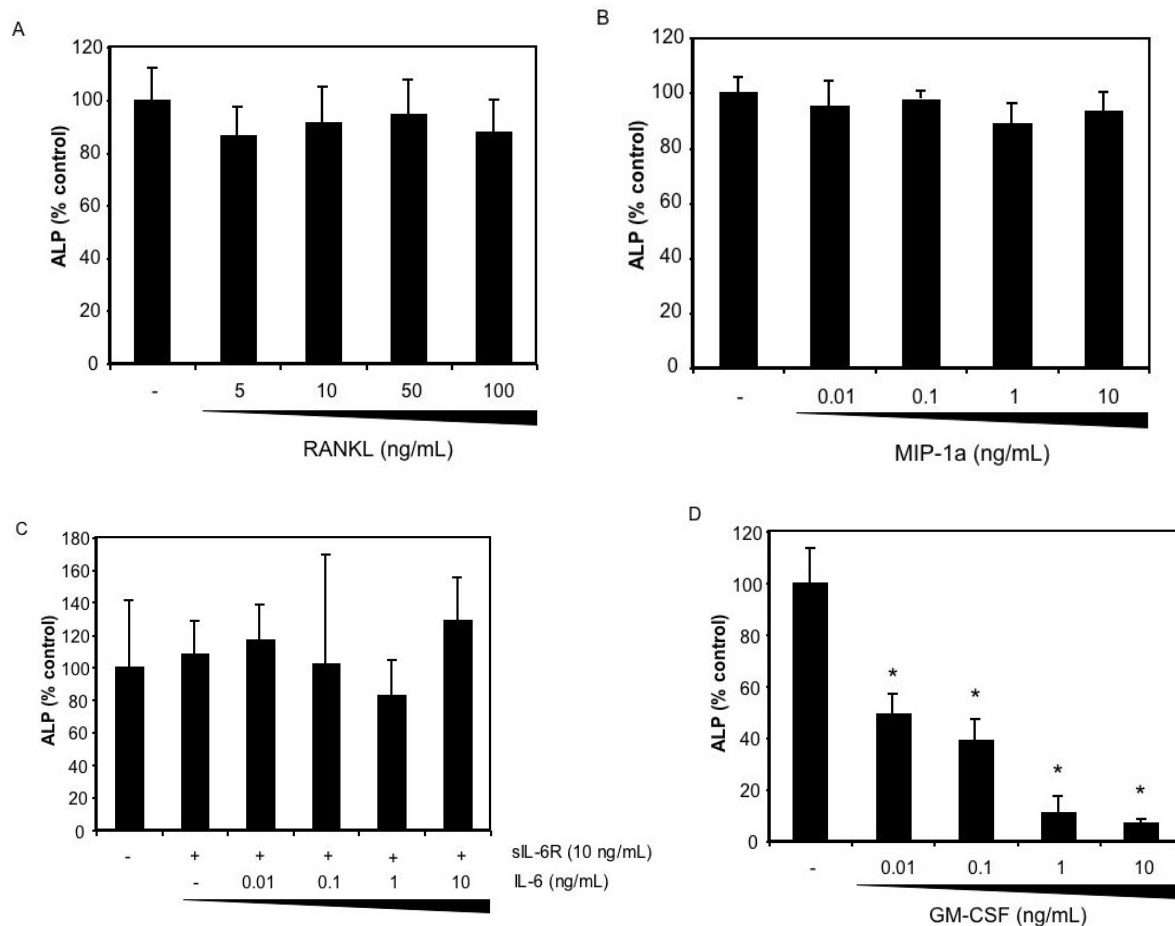 A
ALP (% control)
120
100
80
60
40
20
0
- 5 10 50 100
RANKL (ng/mL)
B
ALP (% control)
120
100
80
60
40
20
0
- 0.01 0.1 1 10
MIP-1a (ng/mL)
C
ALP (% control)
180
160
140
120
100
80
60
40
20
0
- + + + + + sIL-6R (10 ng/mL)
- 0.01 0.1 1 10 IL-6 (ng/mL)
D
ALP (% control)
120
100
80
60
40
20
0
* * * *
- 0.01 0.1 1 10
GM-CSF (ng/mL)